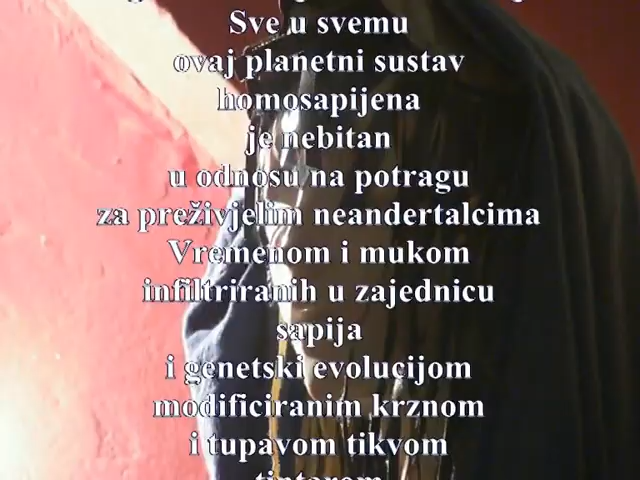 Sve u svemu
ovaj planetni sustav
homosapijena
je nebitan
u odnosu na potragu
za preživjelim neandertalcima
Vremenom i mukom
infiltriranih u zajednicu
sapija
i genetski evolucijom
modificiranim krznom
i tupavom tikvom